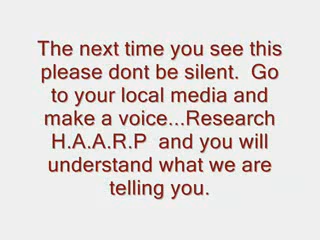 The next time you see this
please dont be silent.  Go
to your local media and
make a voice...Research
H.A.A.R.P  and you will
understand what we are
telling you.